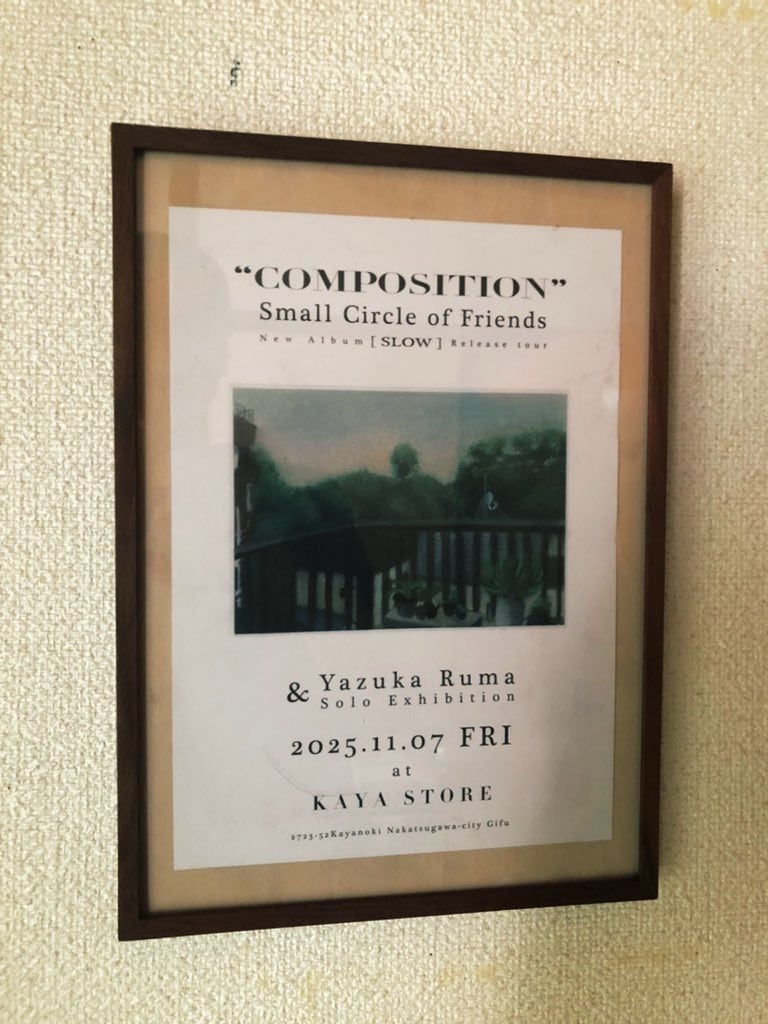 “COMPOSITION”
Small Circle of Friends
New Album [ SLOW ] Release tour
& Yazuka Ruma
Solo Exhibition
2025.11.07 FRI
at
KAYA STORE
2723-52Kayanoki Nakatsugawa-city Gifu